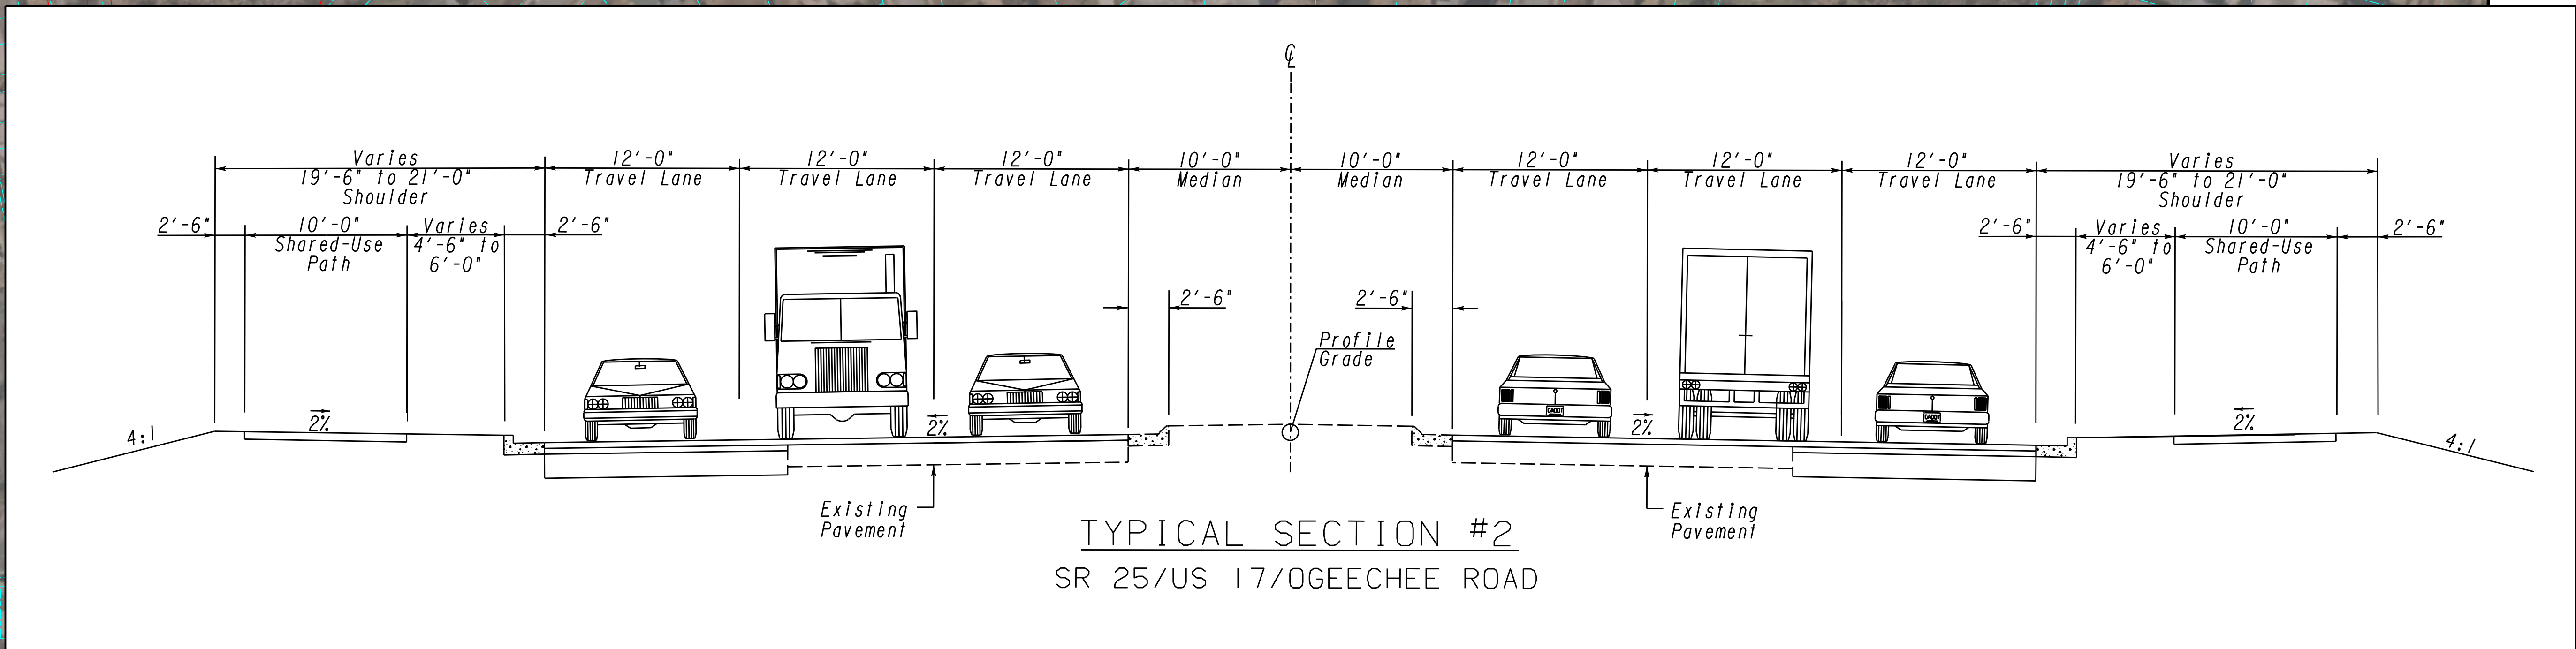 ℄
Varies
19'-6" to 21'-0"
Shoulder
12'-0"
Travel Lane
12'-0"
Travel Lane
12'-0"
Travel Lane
10'-0"
Median
10'-0"
Median
12'-0"
Travel Lane
12'-0"
Travel Lane
12'-0"
Travel Lane
Varies
19'-6" to 21'-0"
Shoulder
2'-6"
10'-0"
Shared-Use
Path
Varies
4'-6" to
6'-0"
2'-6"
2'-6"
2'-6"
2'-6"
Varies
4'-6" to
6'-0"
10'-0"
Shared-Use
Path
2'-6"
Profile
Grade
4:1
2%
2%
GADOT
2%
GADOT
2%
4:1
Existing
Pavement
Existing
Pavement
TYPICAL SECTION #2
SR 25/US 17/OGEECHEE ROAD